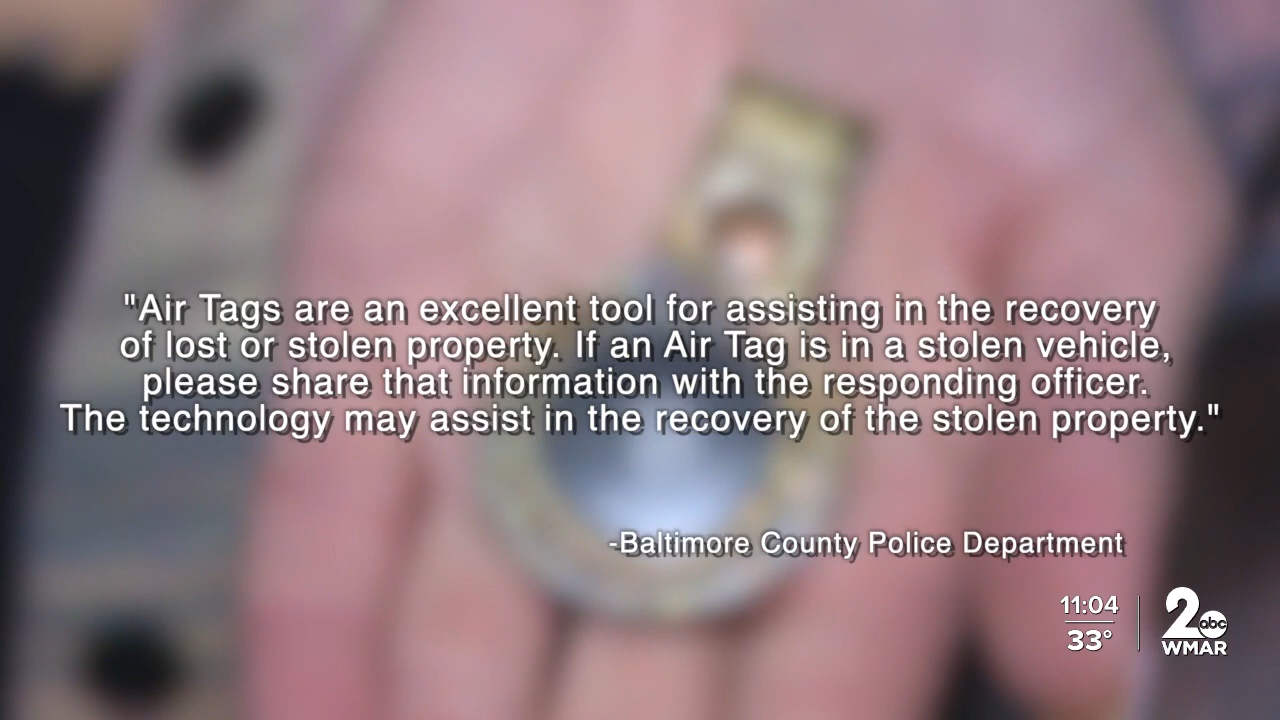 "Air Tags are an excellent tool for assisting in the recovery
of lost or stolen property. If an Air Tag is in a stolen vehicle,
please share that information with the responding officer.
The technology may assist in the recovery of the stolen property."
-Baltimore County Police Department
11:04
33°
2 abc
WMAR